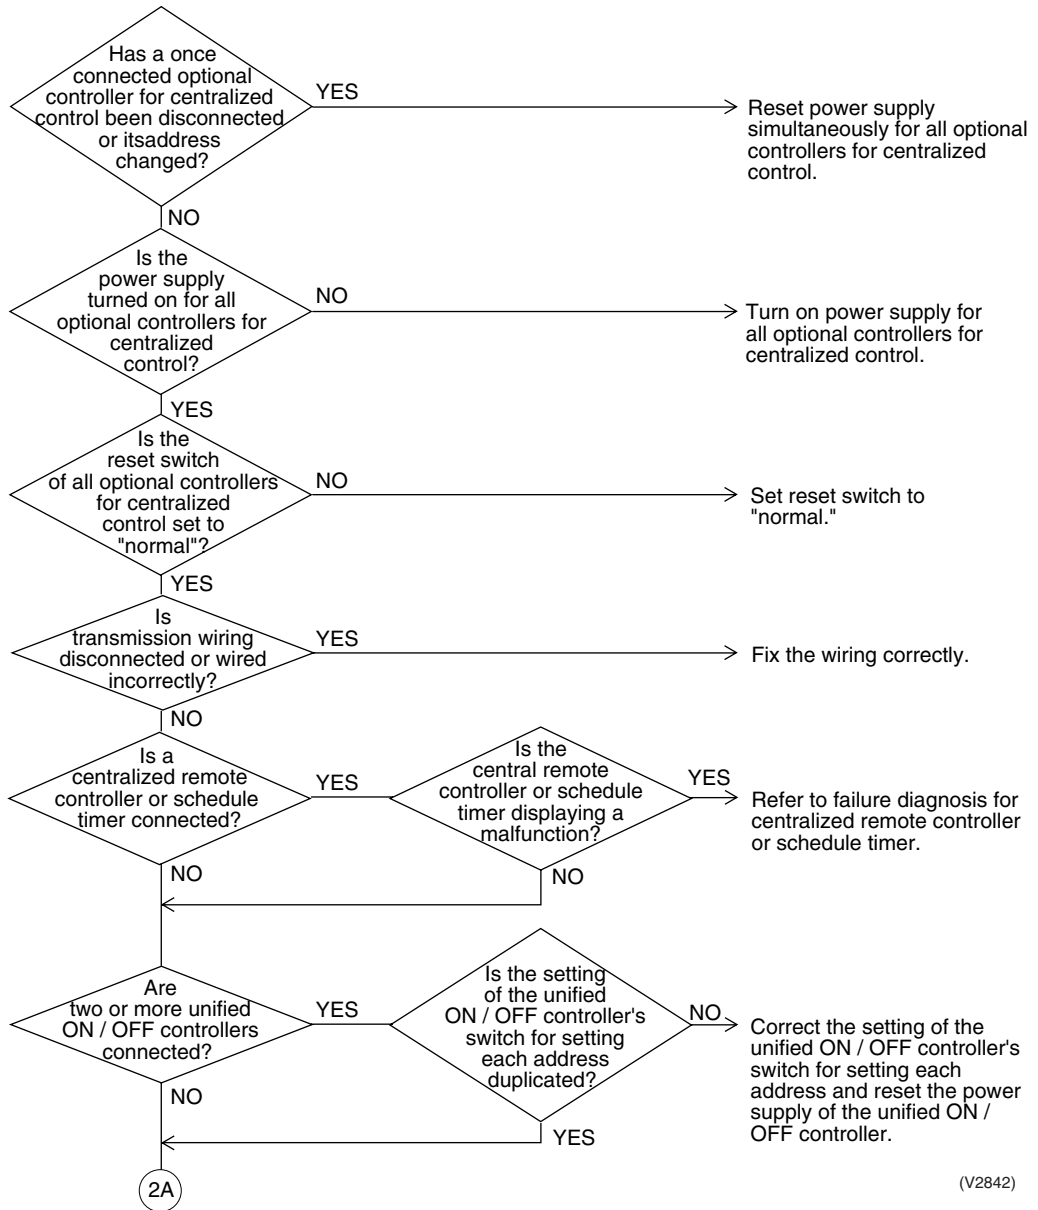 Has a once
connected optional
controller for centralized
control been disconnected
or itsaddress
changed?
YES
Reset power supply
simultaneously for all optional
controllers for centralized
control.
NO
Is the
power supply
turned on for all
optional controllers for
centralized
control?
NO
Turn on power supply for
all optional controllers for
centralized control.
YES
Is the
reset switch
of all optional controllers
for centralized
control set to
"normal"?
NO
Set reset switch to
"normal."
YES
Is
transmission wiring
disconnected or wired
incorrectly?
YES
Fix the wiring correctly.
NO
Is a
centralized remote
controller or schedule
timer connected?
YES
Is the
central remote
controller or schedule
timer displaying a
malfunction?
YES
Refer to failure diagnosis for
centralized remote controller
or schedule timer.
NO
NO
Are
two or more unified
ON / OFF controllers
connected?
YES
Is the setting
of the unified
ON / OFF controller's
switch for setting
each address
duplicated?
NO
Correct the setting of the
unified ON / OFF controller's
switch for setting each
address and reset the power
supply of the unified ON /
OFF controller.
NO
YES
2A
(V2842)